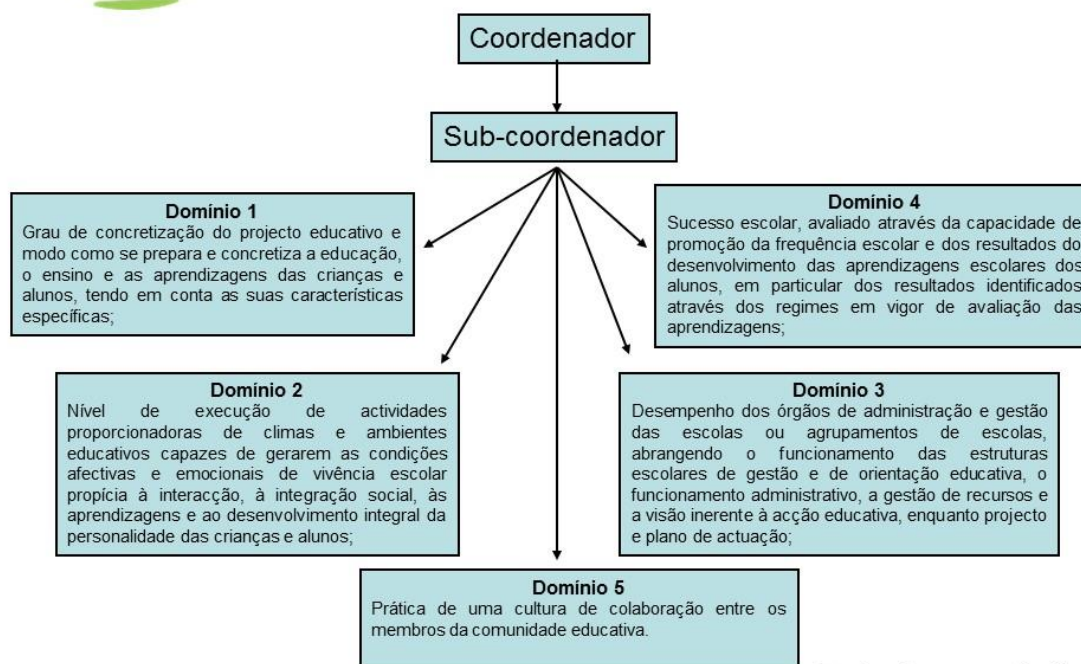 Coordenador
Sub-coordenador
Domínio 1
Grau de concretização do projecto educativo e
modo como se prepara e concretiza a educação,
o ensino e as aprendizagens das crianças e
alunos, tendo em conta as suas características
específicas;
Domínio 4
Sucesso escolar, avaliado através da capacidade de
promoção da frequência escolar e dos resultados do
desenvolvimento das aprendizagens escolares dos
alunos, em particular dos resultados identificados
através dos regimes em vigor de avaliação das
aprendizagens;
Domínio 2
Nível de execução de actividades
proporcionadoras de climas e ambientes
educativos capazes de gerarem as condições
afectivas e emocionais de vivência escolar
propícia à interacção, à integração social, às
aprendizagens e ao desenvolvimento integral da
personalidade das crianças e alunos;
Domínio 3
Desempenho dos órgãos de administração e gestão
das escolas ou agrupamentos de escolas,
abrangendo o funcionamento das estruturas
escolares de gestão e de orientação educativa, o
funcionamento administrativo, a gestão de recursos e
a visão inerente à acção educativa, enquanto projecto
e plano de actuação;
Domínio 5
Prática de uma cultura de colaboração entre os
membros da comunidade educativa.